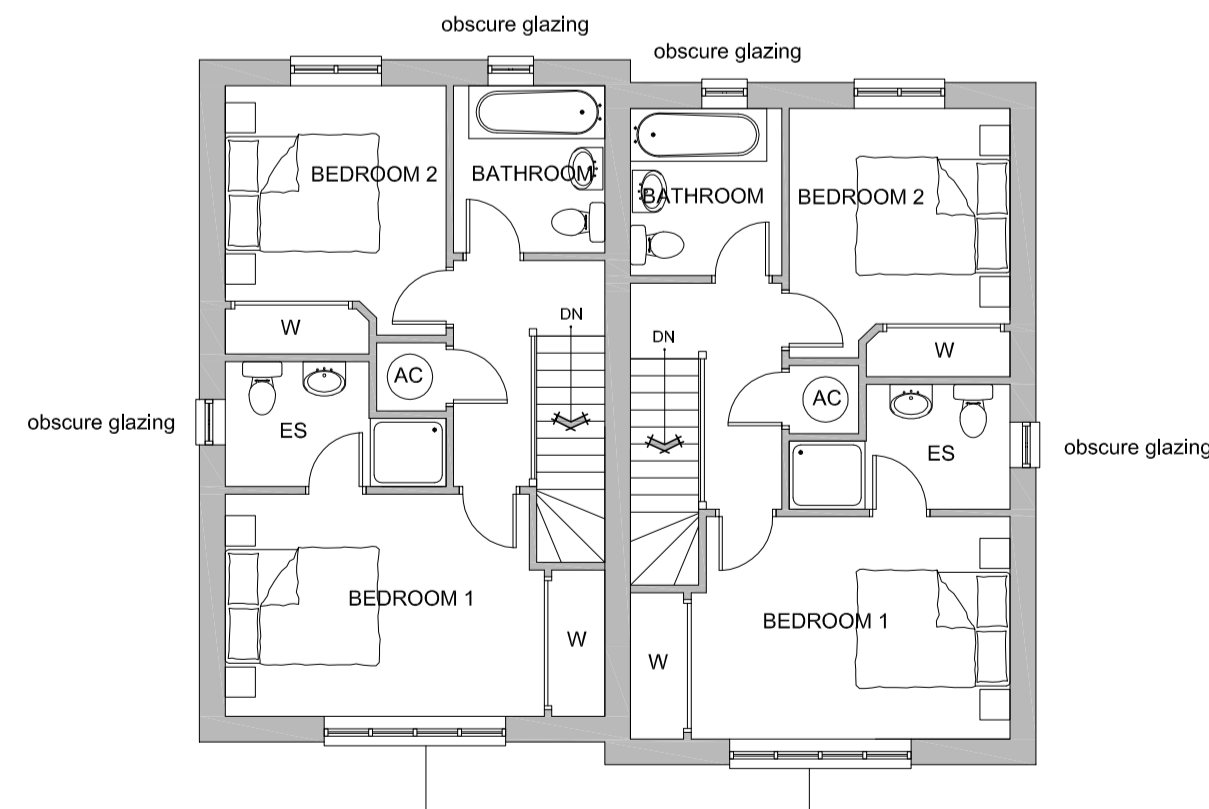 obscure glazing
obscure glazing
BEDROOM 2
BATHROOM
BATHROOM
BEDROOM 2
DN
W
DN
W
AC
AC
obscure glazing
ES
ES
obscure glazing
BEDROOM 1
BEDROOM 1
W
W